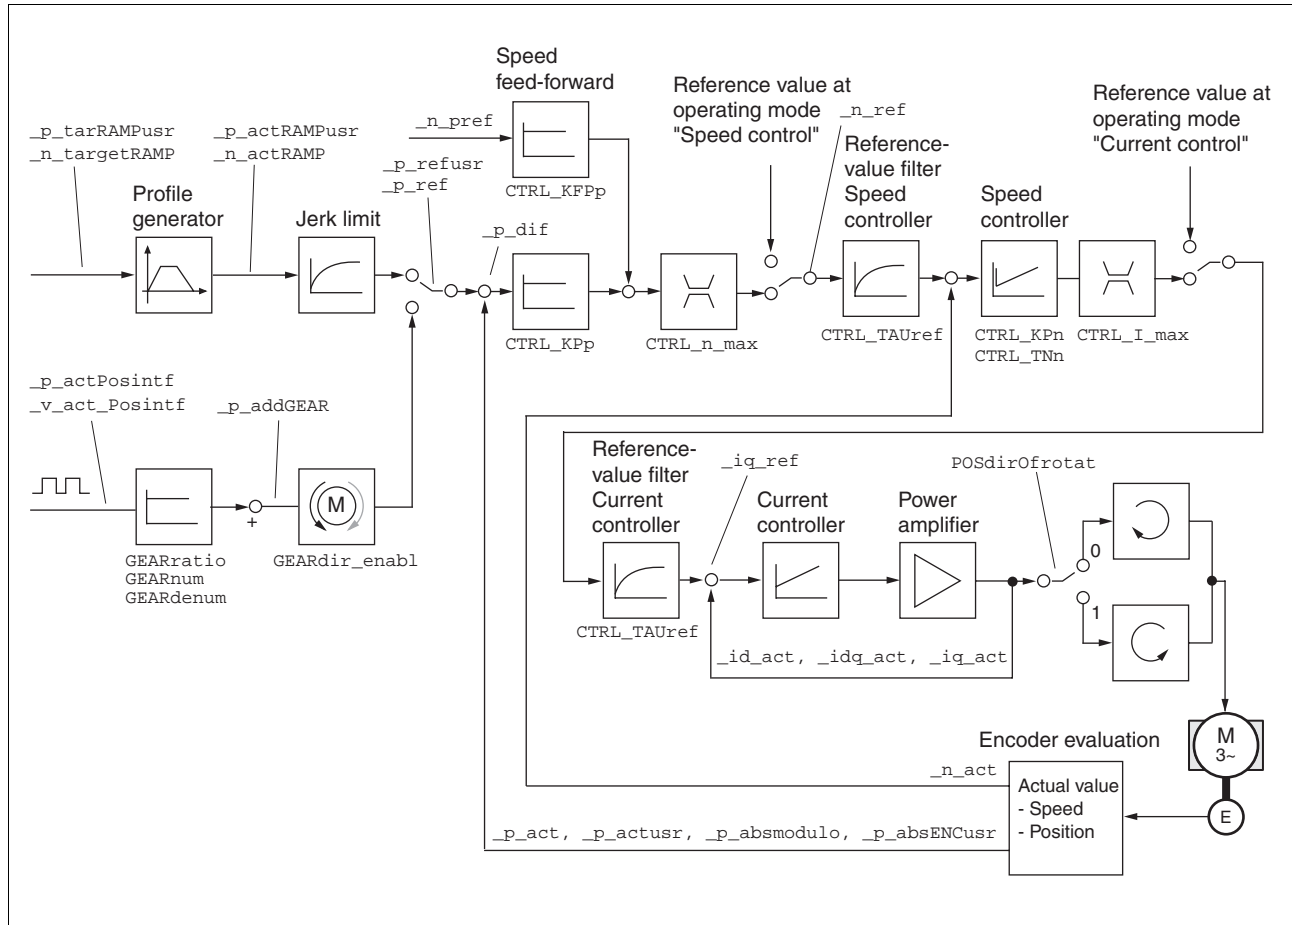 Speed
feed-forward
_n_pref
CTRL_KFPp
Reference value at
operating mode
"Speed control"
_n_ref
Reference value at
operating mode
"Current control"
_p_tarRAMPusr
_n_targetRAMP
_p_actRAMPusr
_n_actRAMP
_p_refusr
_p_ref
Profile
generator
Jerk limit
_p_dif
CTRL_KPp
CTRL_n_max
Reference-
value filter
Speed
controller
CTRL_TAUref
Speed
controller
CTRL_KPn
CTRL_TNn
CTRL_I_max
_p_actPosintf
_v_act_Posintf
_p_addGEAR
+
M
GEARratio
GEARnum
GEARdenum
GEARdir_enabl
Reference-
value filter
Current
controller
CTRL_TAUref
_iq_ref
Current
controller
Power
amplifier
POSdirOfrotat
0
1
_id_act, _idq_act, _iq_act
M
3~
E
Encoder evaluation
_n_act
Actual value
- Speed
- Position
_p_act, _p_actusr, _p_absmodulo, _p_absENCusr